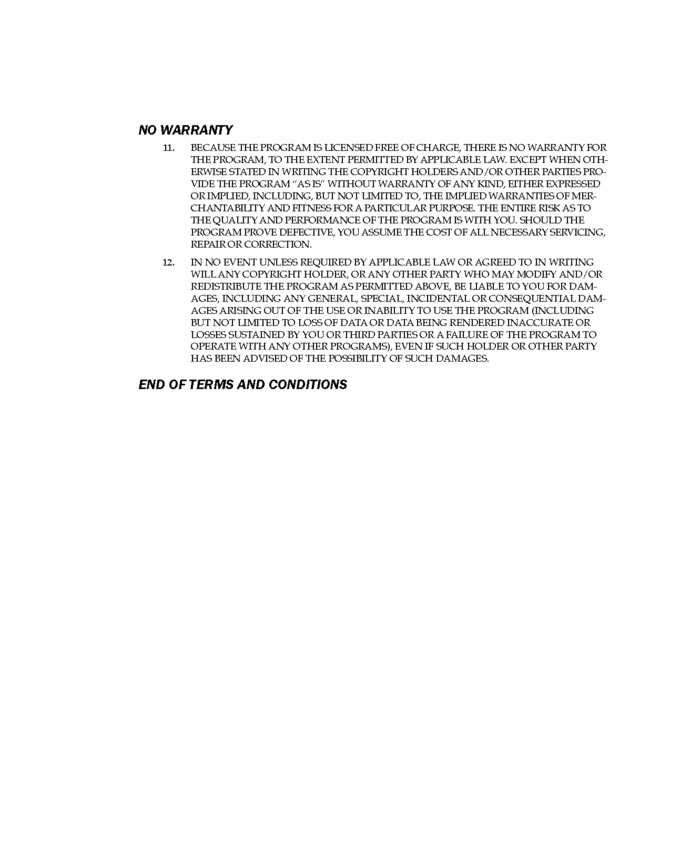 NO WARRANTY
11. BECAUSE THE PROGRAM IS LICENSED FREE OF CHARGE, THERE IS NO WARRANTY FOR
THE PROGRAM, TO THE EXTENT PERMITTED BY APPLICABLE LAW. EXCEPT WHEN OTH-
ERWISE STATED IN WRITING THE COPYRIGHT HOLDERS AND/OR OTHER PARTIES PRO-
VIDE THE PROGRAM “AS IS” WITHOUT WARRANTY OF ANY KIND, EITHER EXPRESSED
OR IMPLIED, INCLUDING, BUT NOT LIMITED TO, THE IMPLIED WARRANTIES OF MER-
CHANTABILITY AND FITNESS FOR A PARTICULAR PURPOSE. THE ENTIRE RISK AS TO
THE QUALITY AND PERFORMANCE OF THE PROGRAM IS WITH YOU. SHOULD THE
PROGRAM PROVE DEFECTIVE, YOU ASSUME THE COST OF ALL NECESSARY SERVICING,
REPAIR OR CORRECTION.
12. IN NO EVENT UNLESS REQUIRED BY APPLICABLE LAW OR AGREED TO IN WRITING
WILL ANY COPYRIGHT HOLDER, OR ANY OTHER PARTY WHO MAY MODIFY AND/OR
REDISTRIBUTE THE PROGRAM AS PERMITTED ABOVE, BE LIABLE TO YOU FOR DAM-
AGES, INCLUDING ANY GENERAL, SPECIAL, INCIDENTAL OR CONSEQUENTIAL DAM-
AGES ARISING OUT OF THE USE OR INABILITY TO USE THE PROGRAM (INCLUDING
BUT NOT LIMITED TO LOSS OF DATA OR DATA BEING RENDERED INACCURATE OR
LOSSES SUSTAINED BY YOU OR THIRD PARTIES OR A FAILURE OF THE PROGRAM TO
OPERATE WITH ANY OTHER PROGRAMS), EVEN IF SUCH HOLDER OR OTHER PARTY
HAS BEEN ADVISED OF THE POSSIBILITY OF SUCH DAMAGES.
END OF TERMS AND CONDITIONS